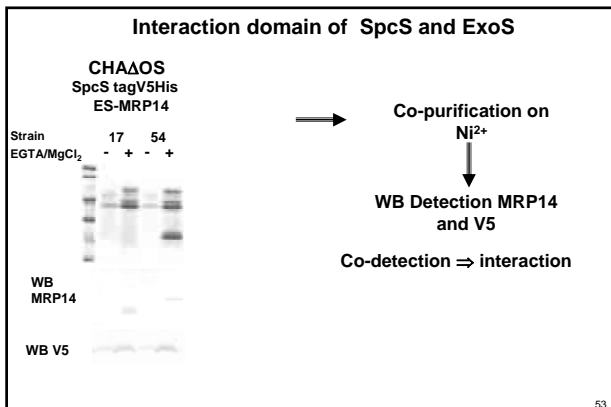 Interaction domain of SpcS and ExoS
CHAΔOS
SpcS tagV5His
ES-MRP14
Strain 17 54
EGTA/MgCl₂ - + - +
WB
MRP14
WB V5
Co-purification on
Ni²⁺
WB Detection MRP14
and V5
Co-detection ⇒ interaction
53